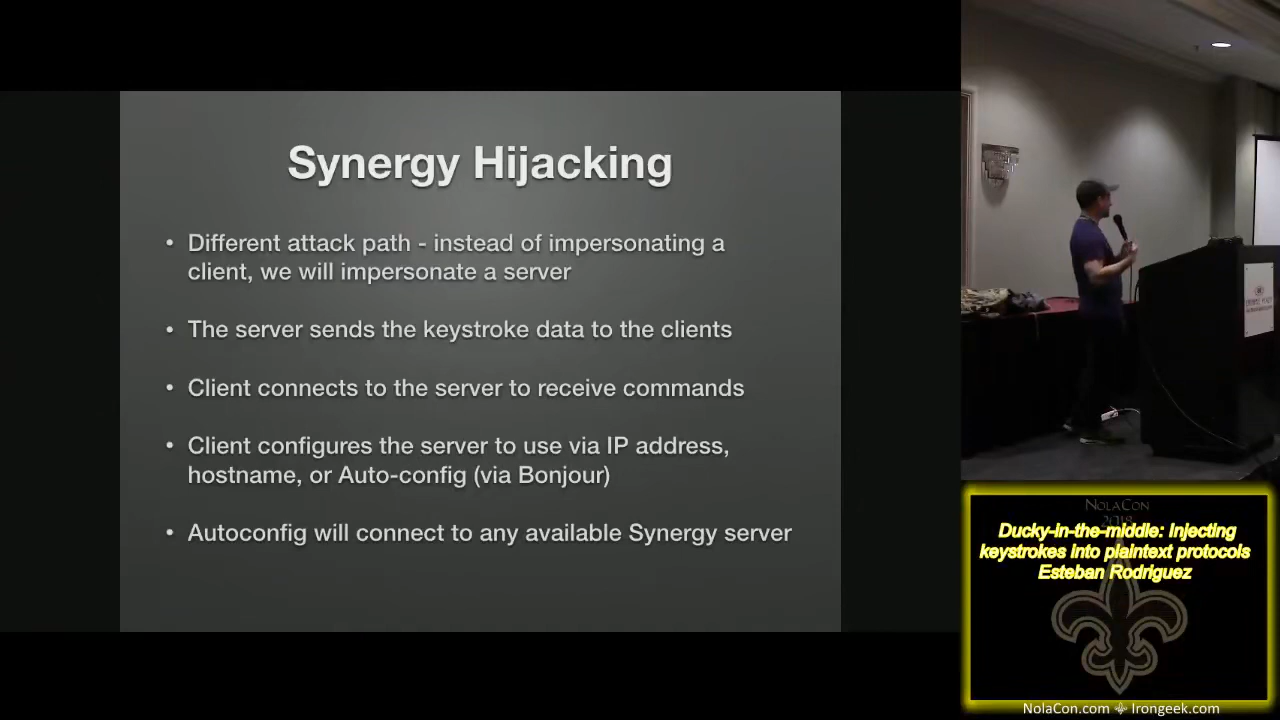 Synergy Hijacking
• Different attack path - instead of impersonating a
client, we will impersonate a server
• The server sends the keystroke data to the clients
• Client connects to the server to receive commands
• Client configures the server to use via IP address,
hostname, or Auto-config (via Bonjour)
• Autoconfig will connect to any available Synergy server
NOLACON
2018
Ducky-in-the-middle: Injecting
keystrokes into plaintext protocols
Esteban Rodriguez
NolaCon.com Irongeek.com